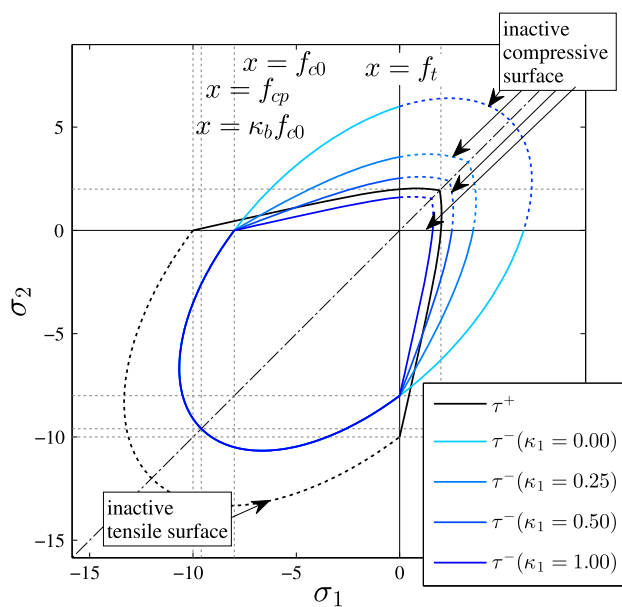 inactive
compressive
surface
x = f_{c0}
x = f_t
x = f_{cp}
x = κ_b f_{c0}
5
0
−5
−10
−15
σ_2
inactive
tensile surface
τ^+
τ^−(κ_1 = 0.00)
τ^−(κ_1 = 0.25)
τ^−(κ_1 = 0.50)
τ^−(κ_1 = 1.00)
−15
−10
−5
0
σ_1